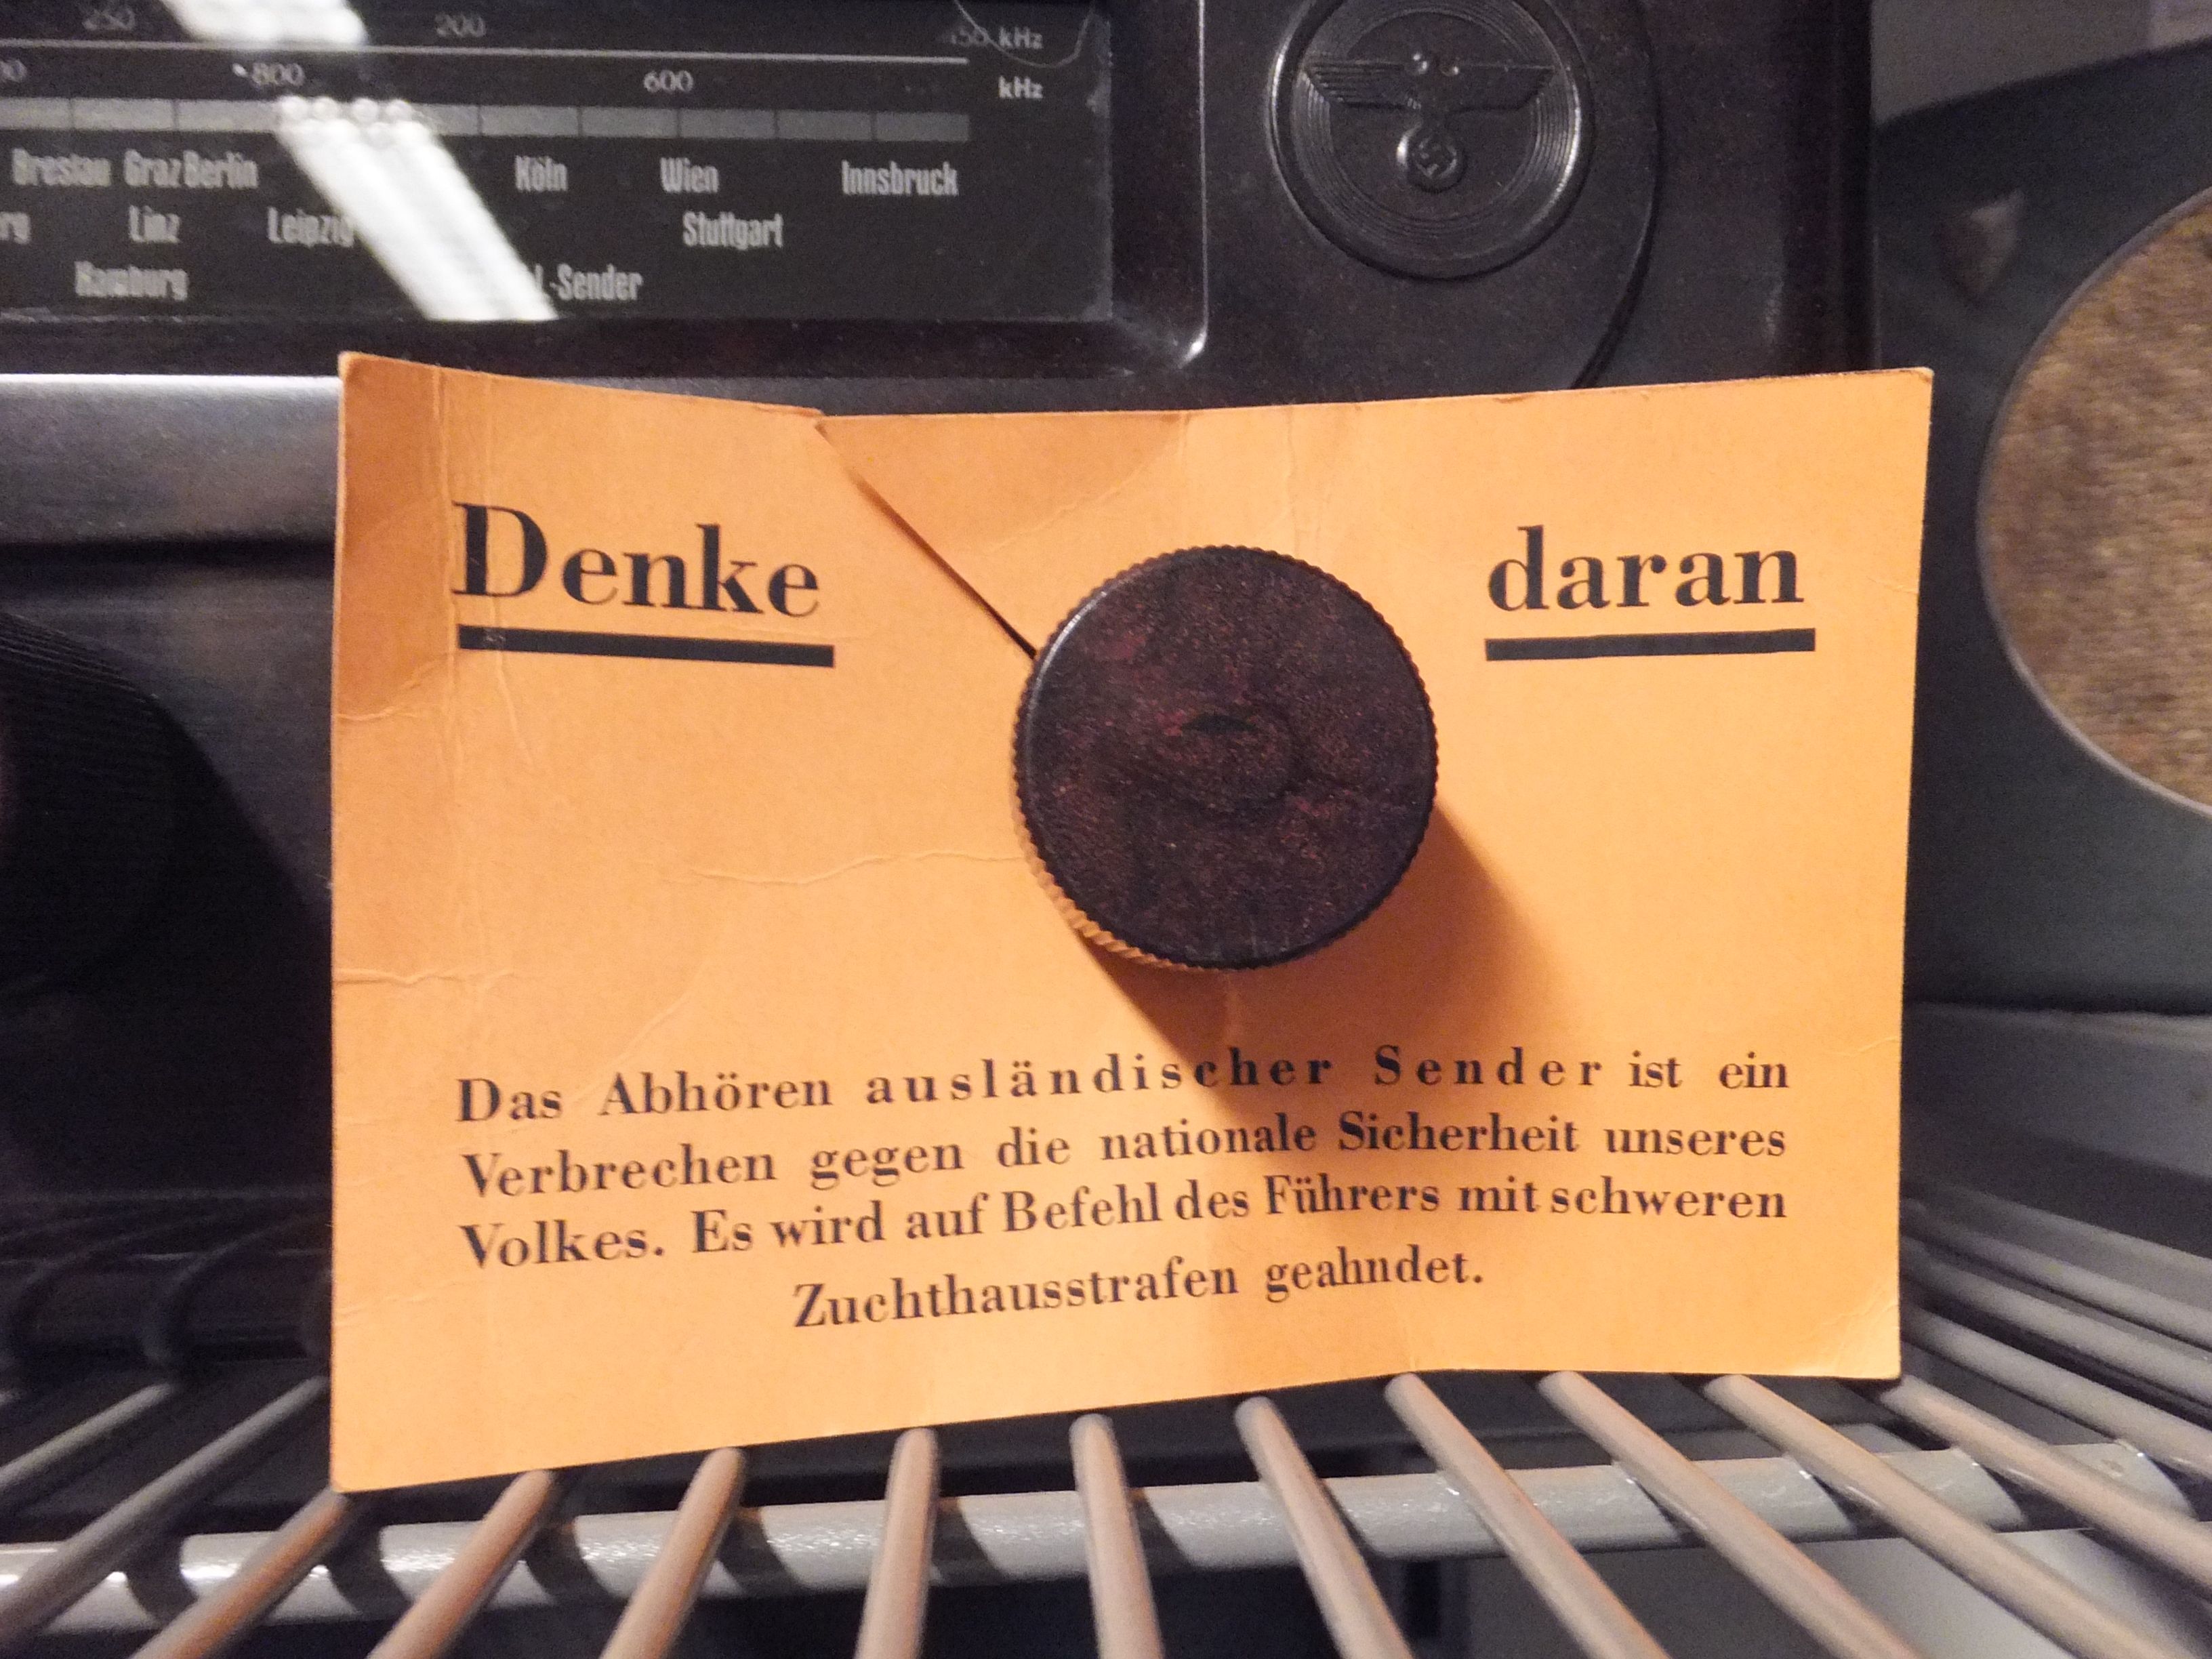 250 200 150 kHz
800 600 kHz
Breslau Graz Berlin Köln Wien Innsbruck
Linz Leipzig Stuttgart
Hamburg -Sender
Denke daran
Das Abhören ausländischer Sender ist ein
Verbrechen gegen die nationale Sicherheit unseres
Volkes. Es wird auf Befehl des Führers mit schweren
Zuchthausstrafen geahndet.